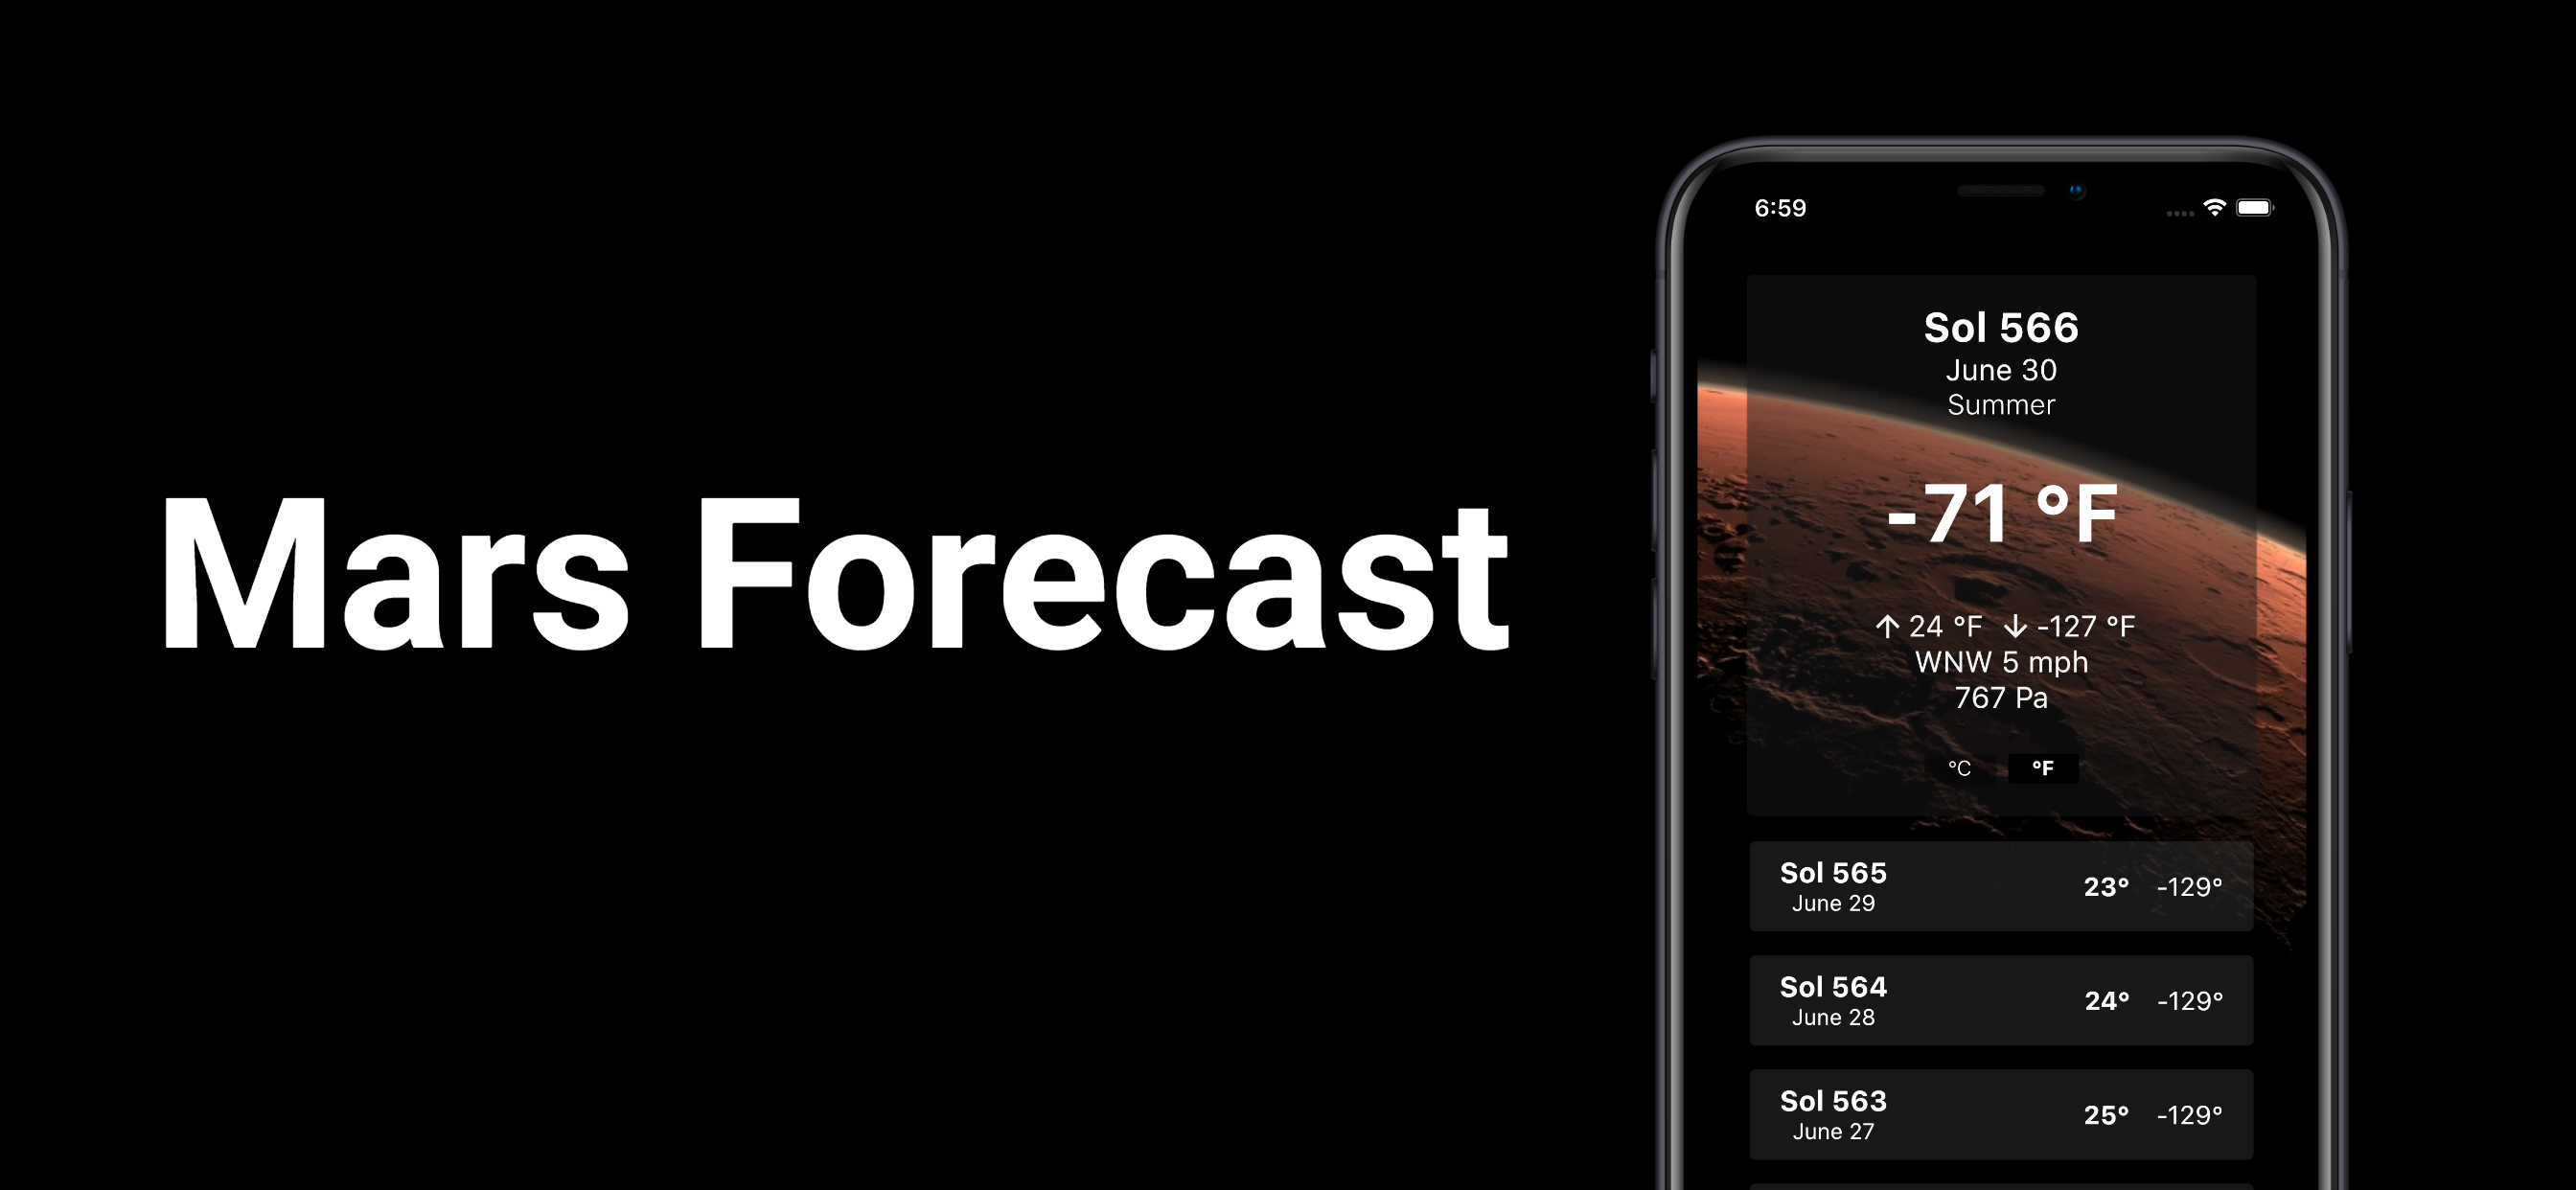 Mars Forecast
6:59
Sol 566
June 30
Summer
-71 °F
↑ 24 °F ↓ -127 °F
WNW 5 mph
767 Pa
°C °F
Sol 565
June 29
23° -129°
Sol 564
June 28
24° -129°
Sol 563
June 27
25° -129°